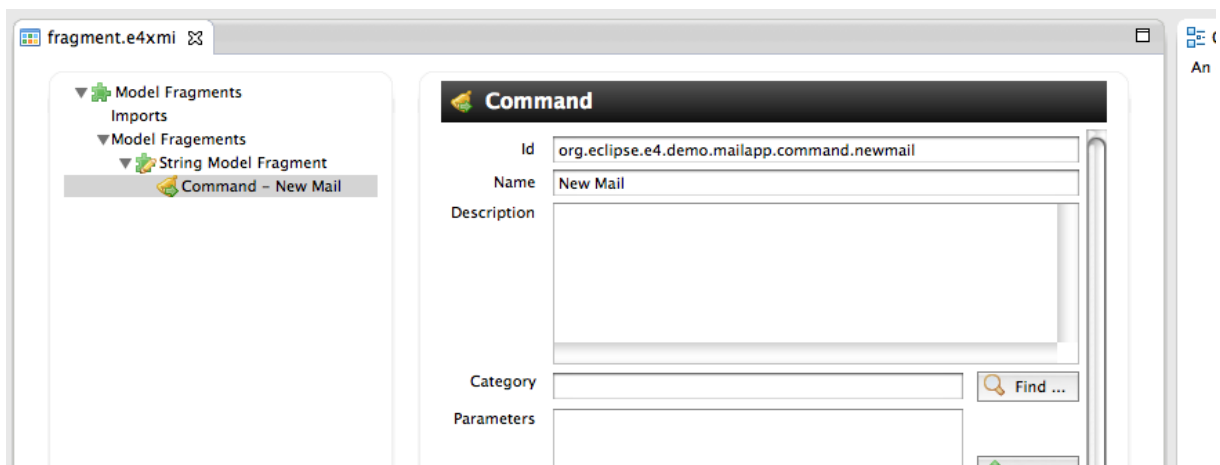 fragment.e4xmi
Model Fragments
Imports
Model Fragements
String Model Fragment
Command – New Mail
Command
Id org.eclipse.e4.demo.mailapp.command.newmail
Name New Mail
Description
Category Find ...
Parameters
An